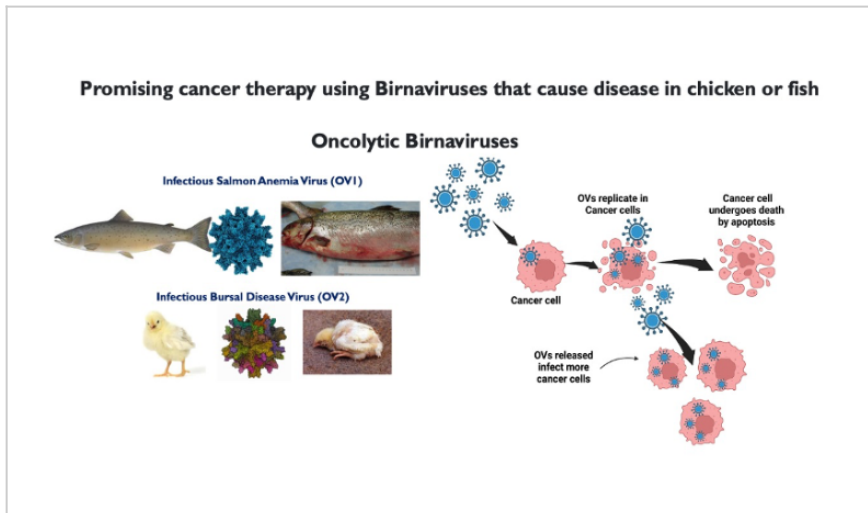 Promising cancer therapy using Birnaviruses that cause disease in chicken or fish
Oncolytic Birnaviruses
Infectious Salmon Anemia Virus (OV1)
Infectious Bursal Disease Virus (OV2)
OVs replicate in
Cancer cells
Cancer cell
undergoes death
by apoptosis
Cancer cell
OVs released
infect more
cancer cells